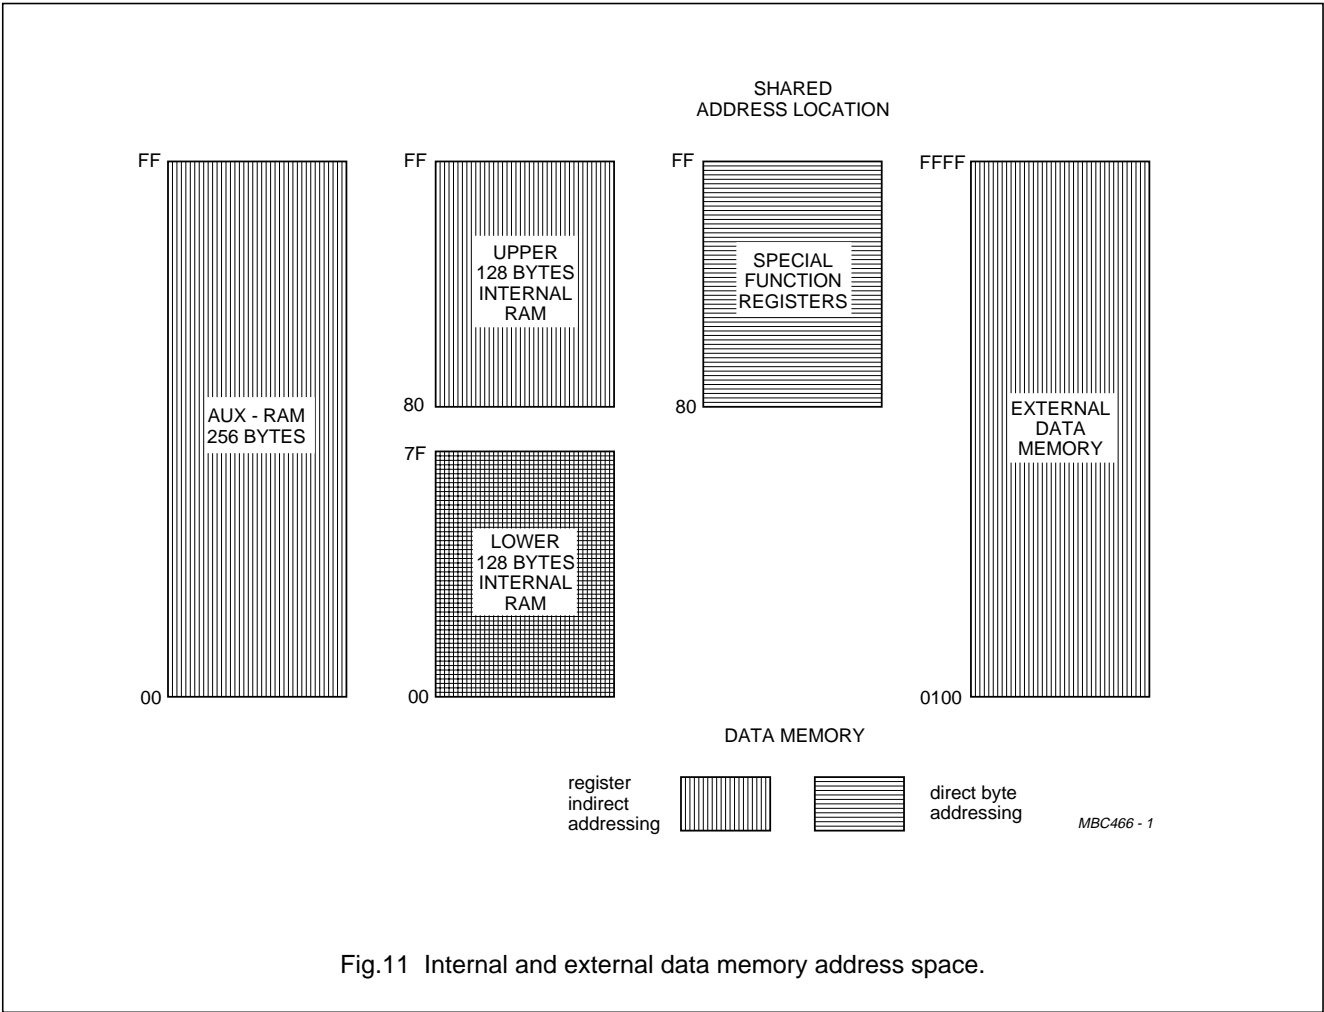 SHARED
ADDRESS LOCATION
FF
FF
FF
FFFF
UPPER
128 BYTES
INTERNAL
RAM
SPECIAL
FUNCTION
REGISTERS
80
80
AUX - RAM
256 BYTES
EXTERNAL
DATA
MEMORY
7F
LOWER
128 BYTES
INTERNAL
RAM
00
00
0100
DATA MEMORY
register
indirect
addressing
direct byte
addressing
MBC466 - 1
Fig.11 Internal and external data memory address space.